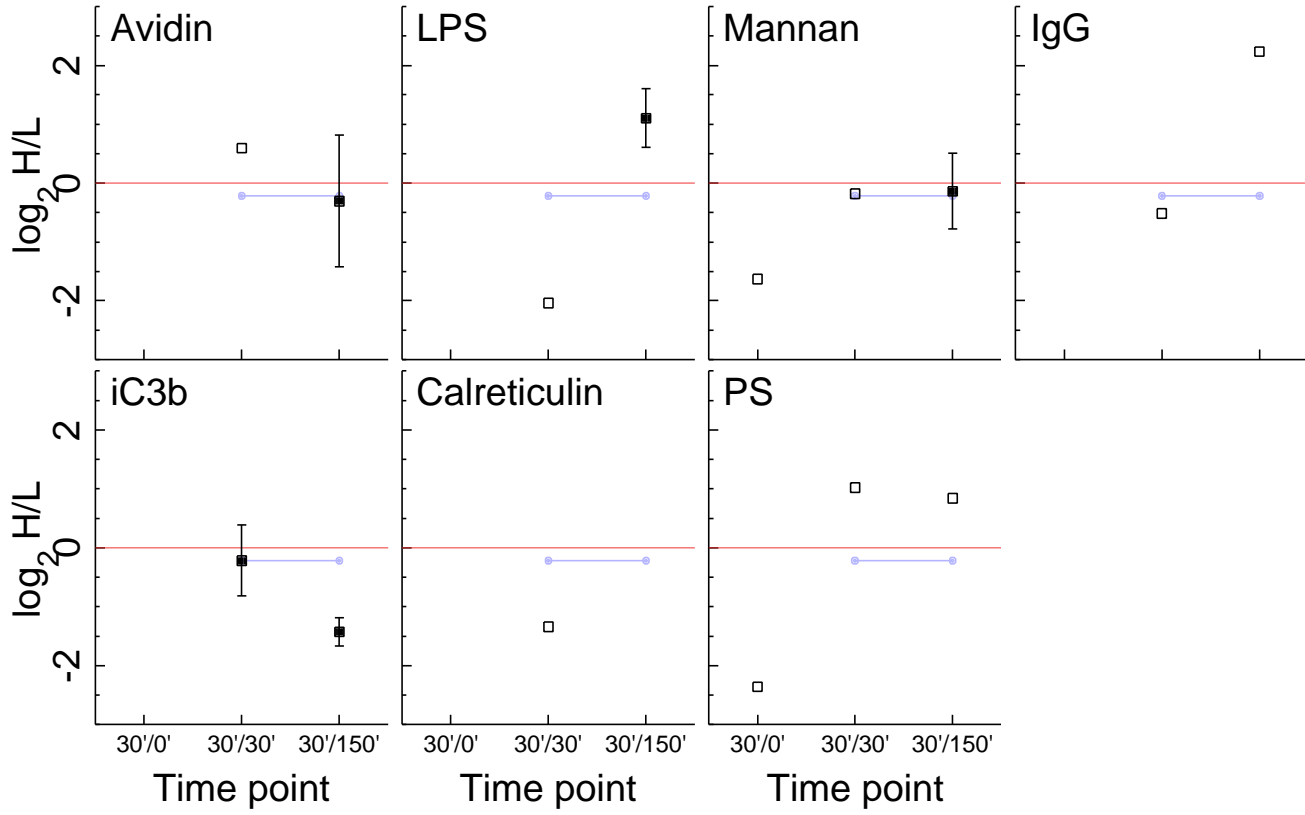 Avidin
LPS
Mannan
IgG
log₂ H/L
2
0
-2
iC3b
Calreticulin
PS
log₂ H/L
2
0
-2
30'/0' 30'/30' 30'/150'
30'/0' 30'/30' 30'/150'
30'/0' 30'/30' 30'/150'
Time point
Time point
Time point